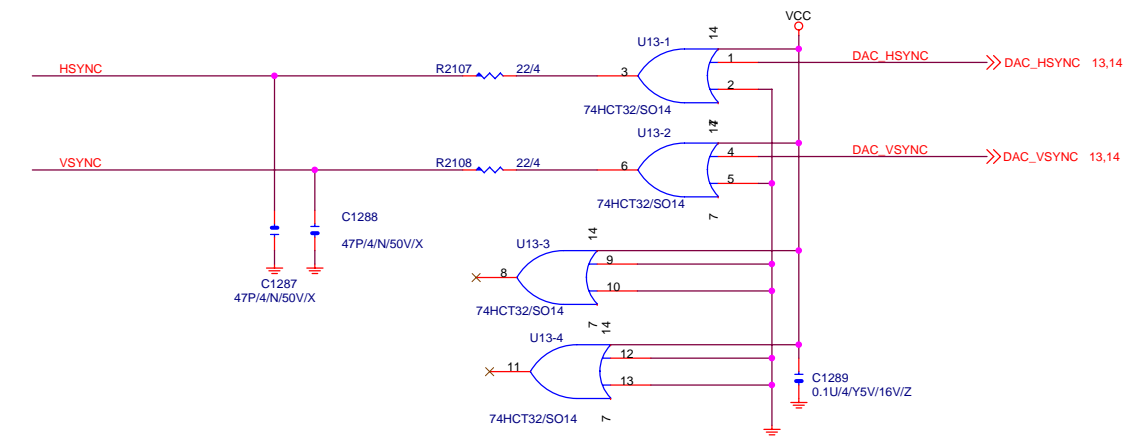 VCC
U13-1
14
HSYNC
R2107
22/4
3
1
DAC_HSYNC
DAC_HSYNC 13,14
2
74HCT32/SO14
7
14
U13-2
VSYNC
R2108
22/4
6
4
DAC_VSYNC
DAC_VSYNC 13,14
5
74HCT32/SO14
7
C1288
47P/4/N/50V/X
U13-3
14
9
8
10
C1287
47P/4/N/50V/X
74HCT32/SO14
7
14
U13-4
12
11
13
C1289
0.1U/4/Y5V/16V/Z
74HCT32/SO14
7